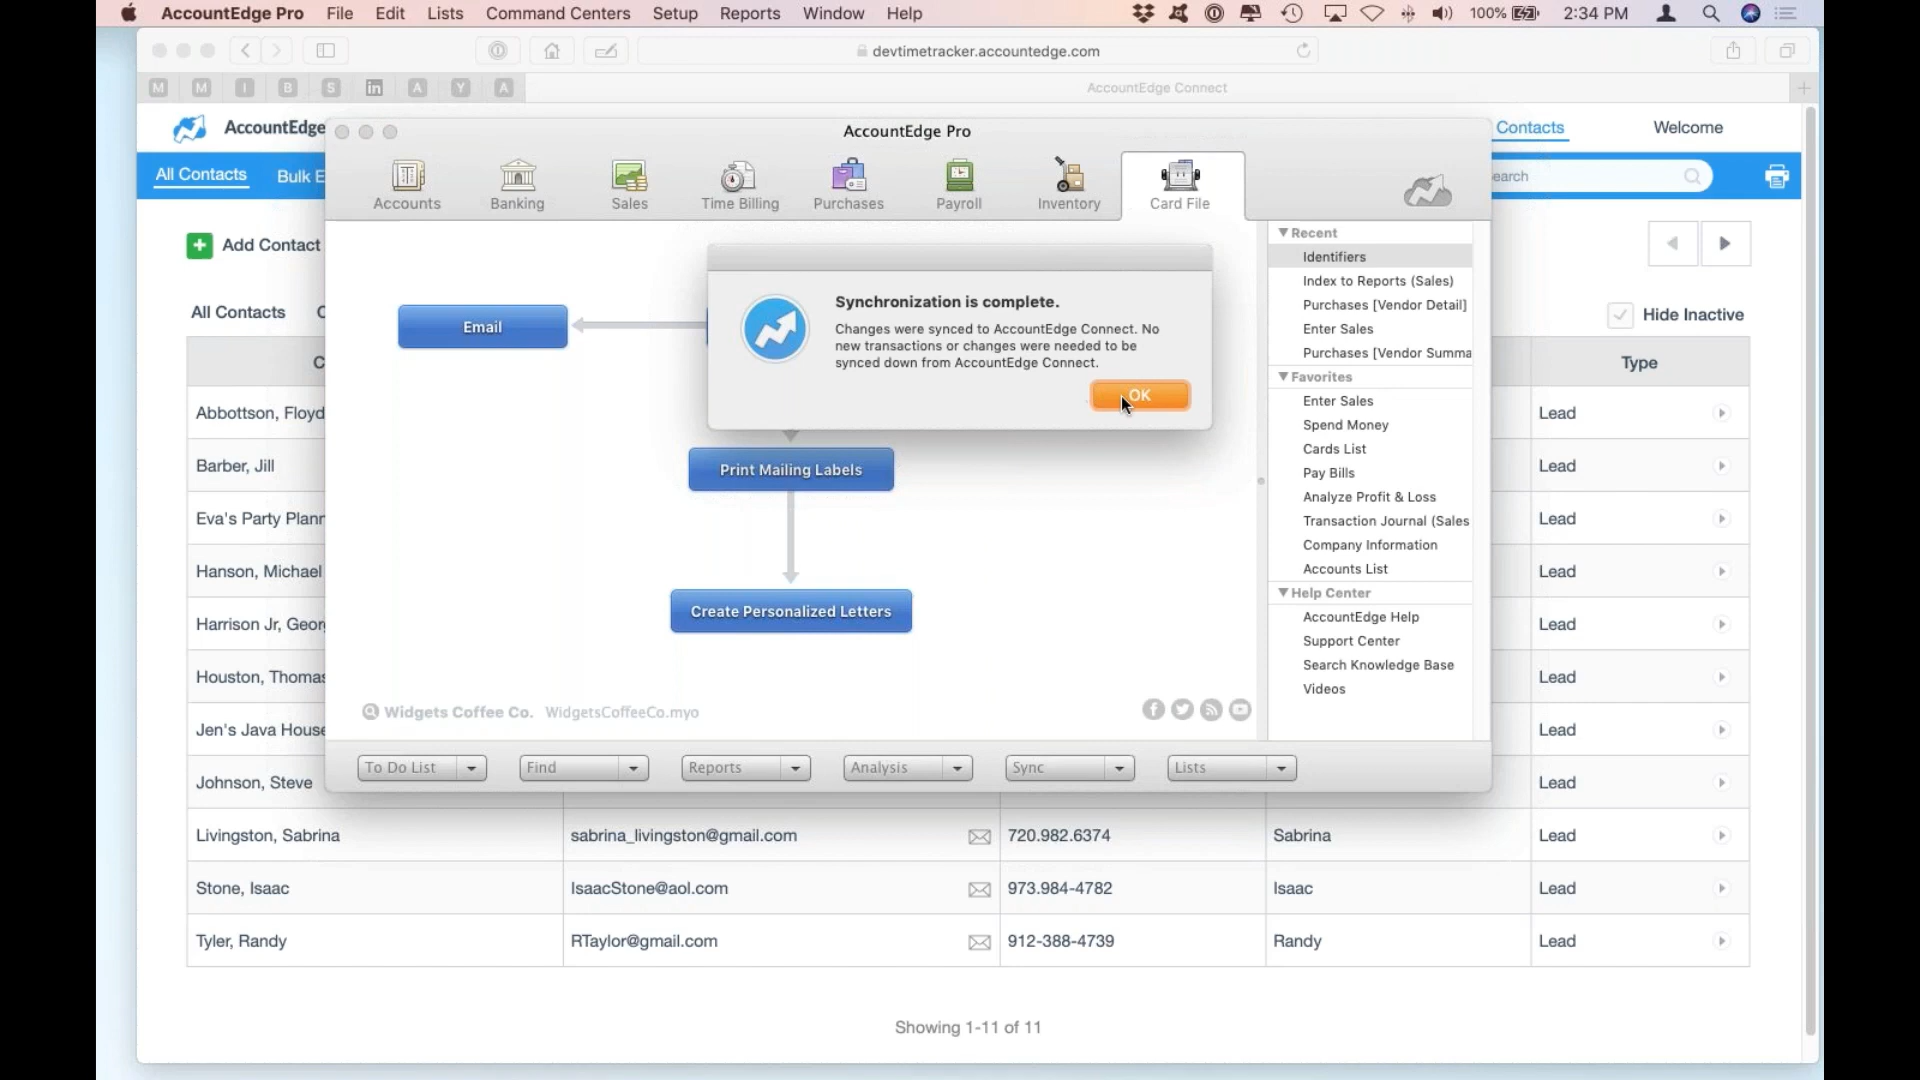 AccountEdge Pro File Edit Lists Command Centers Setup Reports Window Help 100% 2:34 PM
devtimetracker.accountedge.com
M M I B S in A Y A AccountEdge Connect
AccountEdge
Contacts Welcome
All Contacts
AccountEdge Pro
Accounts Banking Sales Time Billing Purchases Payroll Inventory Card File
Add Contact
All Contacts
Hide Inactive
Type
Email
Synchronization is complete.
Changes were synced to AccountEdge Connect. No
new transactions or changes were needed to be
synced down from AccountEdge Connect.
OK
Print Mailing Labels
Create Personalized Letters
Widgets Coffee Co. WidgetsCoffeeCo.myo
Recent
Identifiers
Index to Reports (Sales)
Purchases [Vendor Detail]
Enter Sales
Purchases [Vendor Summa
Favorites
Enter Sales
Spend Money
Cards List
Pay Bills
Analyze Profit & Loss
Transaction Journal (Sales
Company Information
Accounts List
Help Center
AccountEdge Help
Support Center
Search Knowledge Base
Videos
To Do List Find Reports Analysis Sync Lists
Abbottson, Floyd Lead
Barber, Jill Lead
Eva's Party Lead
Hanson, Michael Lead
Harrison Jr, Lead
Houston, Thomas Lead
Jen's Java House Lead
Johnson, Steve Lead
Livingston, Sabrina sabrina_livingston@gmail.com 720.982.6374 Sabrina Lead
Stone, Isaac IsaacStone@aol.com 973.984-4782 Isaac Lead
Tyler, Randy RTaylor@gmail.com 912-388-4739 Randy Lead
Showing 1-11 of 11